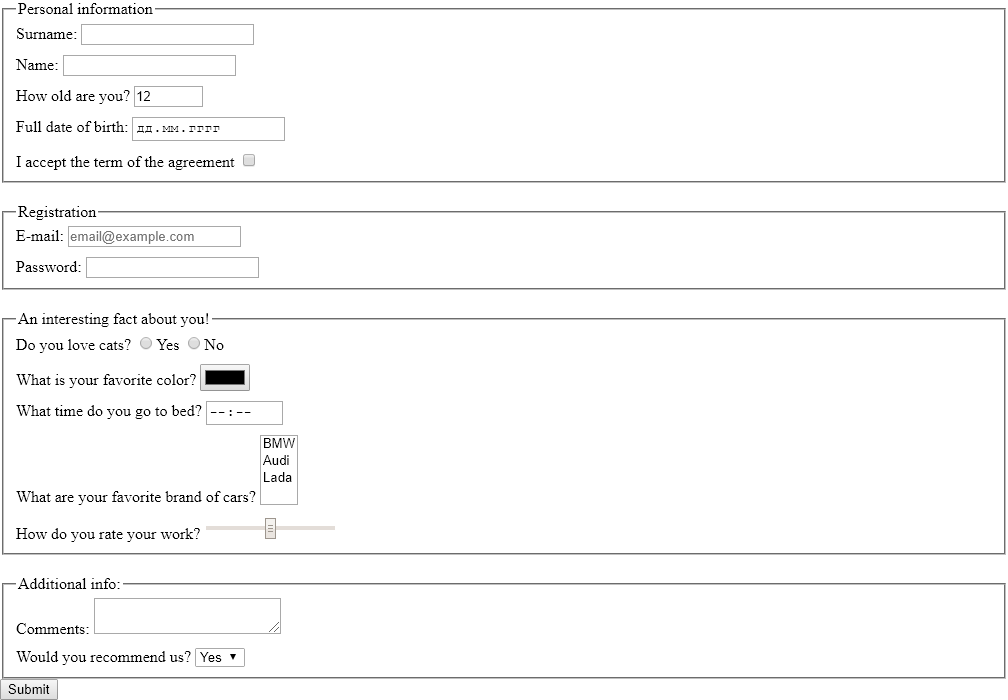 Personal information
Surname:
Name:
How old are you? 12
Full date of birth: дд.мм.гггг
I accept the term of the agreement
Registration
E-mail: email@example.com
Password:
An interesting fact about you!
Do you love cats? Yes No
What is your favorite color?
What time do you go to bed? --:--
BMW
Audi
Lada
What are your favorite brand of cars?
How do you rate your work?
Additional info:
Comments:
Would you recommend us? Yes
Submit